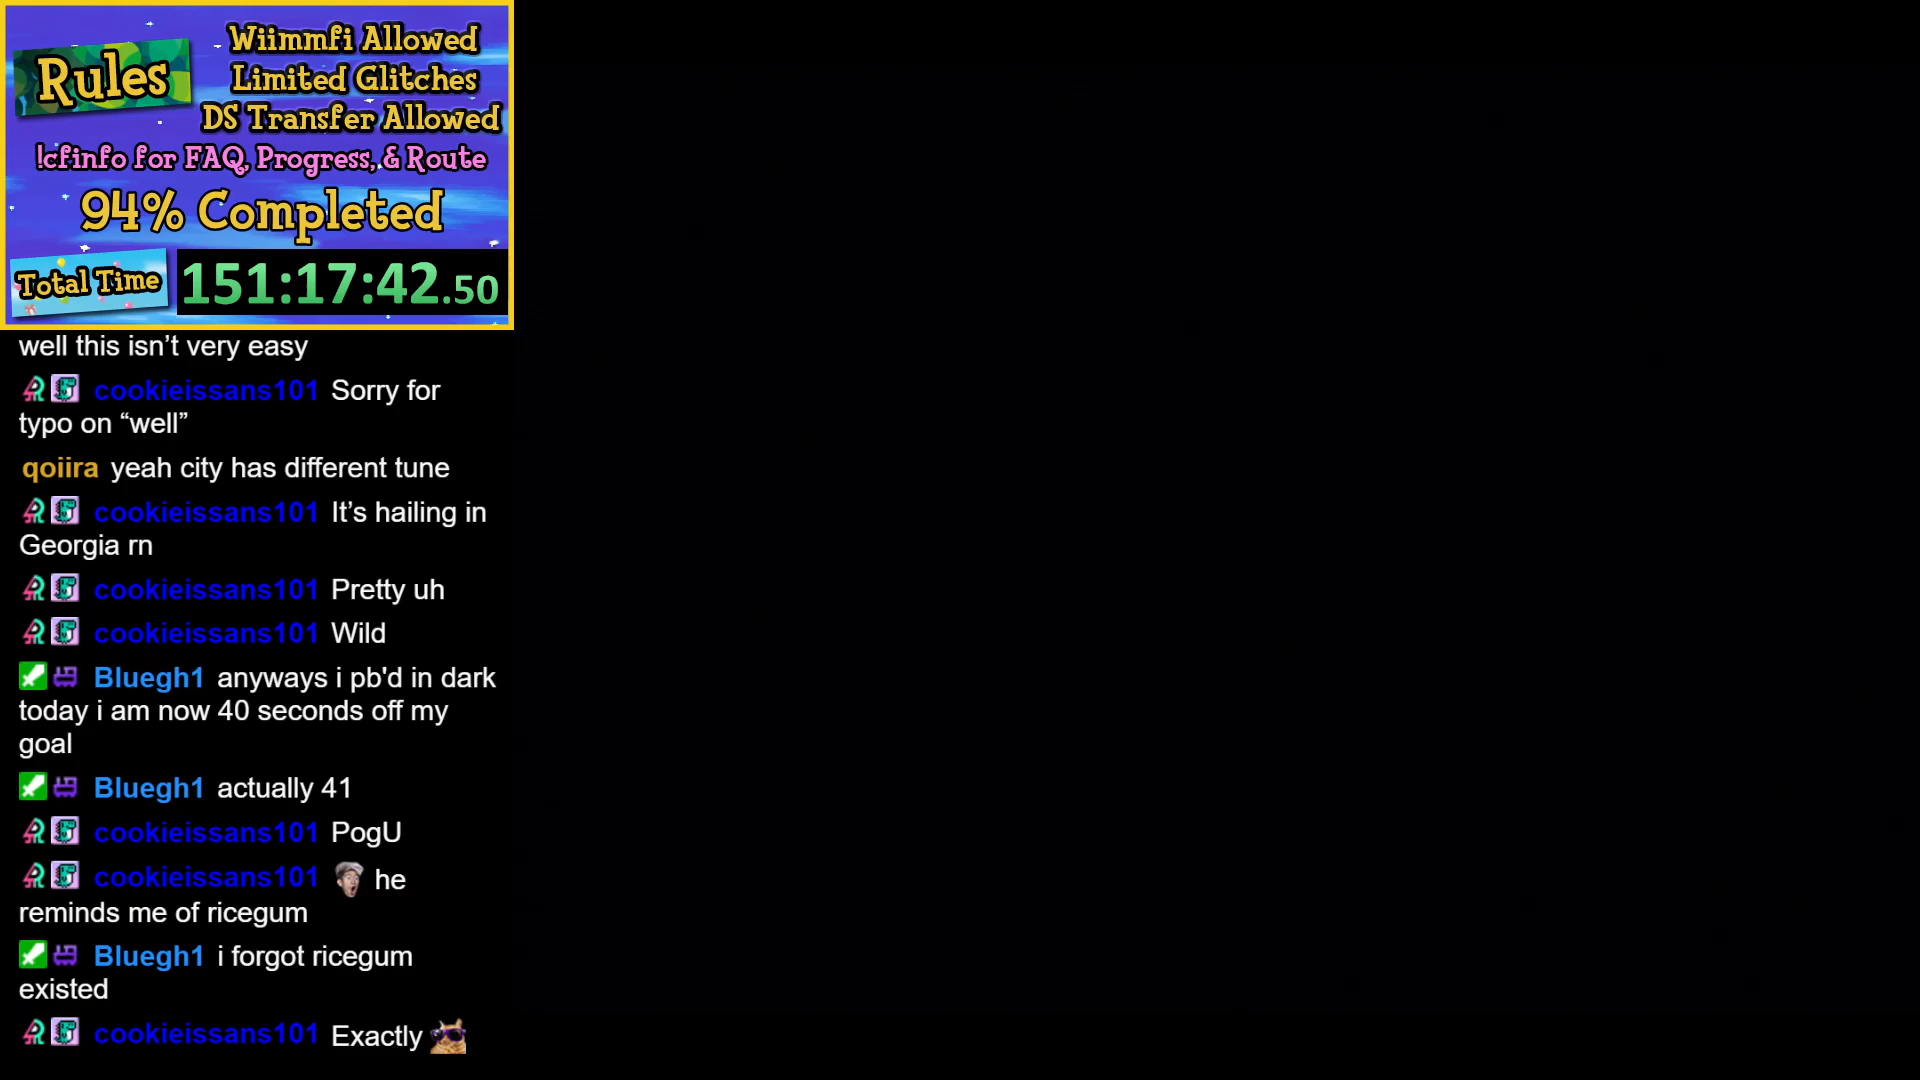 Rules
Wiimmfi Allowed
Limited Glitches
DS Transfer Allowed
!cfinfo for FAQ, Progress, & Route
94% Completed
Total Time 151:17:42.50
well this isn’t very easy
cookieissans101 Sorry for
typo on “well”
qoiira yeah city has different tune
cookieissans101 It’s hailing in
Georgia rn
cookieissans101 Pretty uh
cookieissans101 Wild
Bluegh1 anyways i pb'd in dark
today i am now 40 seconds off my
goal
Bluegh1 actually 41
cookieissans101 PogU
cookieissans101 he
reminds me of ricegum
Bluegh1 i forgot ricegum
existed
cookieissans101 Exactly